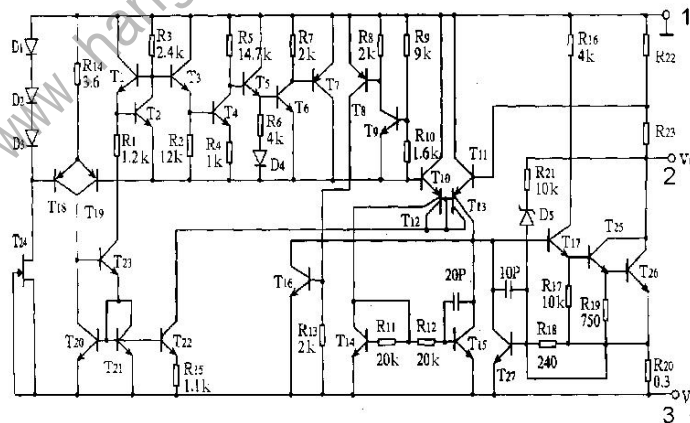 1
R3
2.4k
R5
14.7k
R7
2k
R8
2k
R9
9k
R16
4k
R22
D1
D2
D3
R14
3.6
T1
T2
T3
T4
T5
T6
T7
T8
T9
R1
1.2k
R2
12k
R4
1k
R6
4k
D4
R10
1.6k
T10
T11
T12
T13
R23
V
2
R21
10k
D5
T18
T19
T24
T23
T16
20P
10P
T17
T25
T26
R17
10k
R19
750
T20
T21
T22
R15
1.1k
R13
2k
T14
R11
20k
R12
20k
T15
T27
R18
240
R20
0.3
V
3